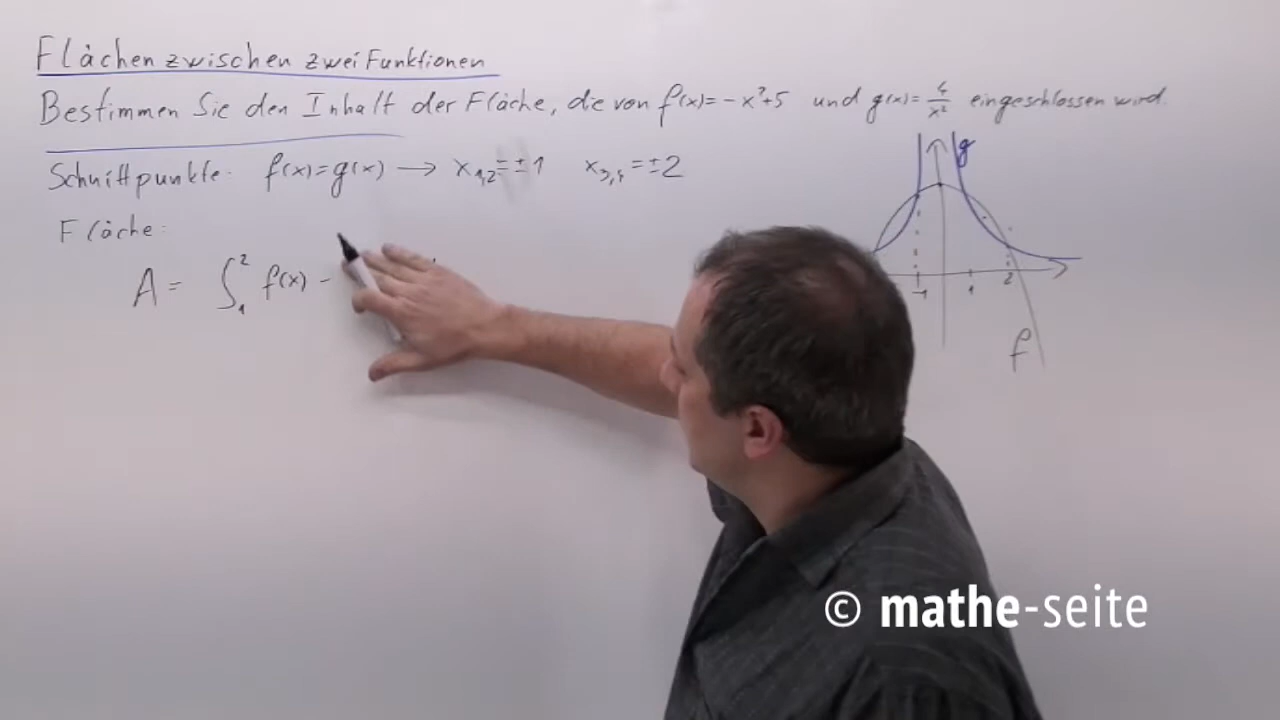 Flächen zwischen zwei Funktionen
Bestimmen Sie den Inhalt der Fläche, die von f(x)=-x²+5 und g(x)=4/x² eingeschlossen wird.
Schnittpunkte: f(x)=g(x) → x₁,₂=±1 x₃,₄=±2
Fläche:
A = ∫₁² f(x) -
g
-1 1 2
f
© mathe-seite